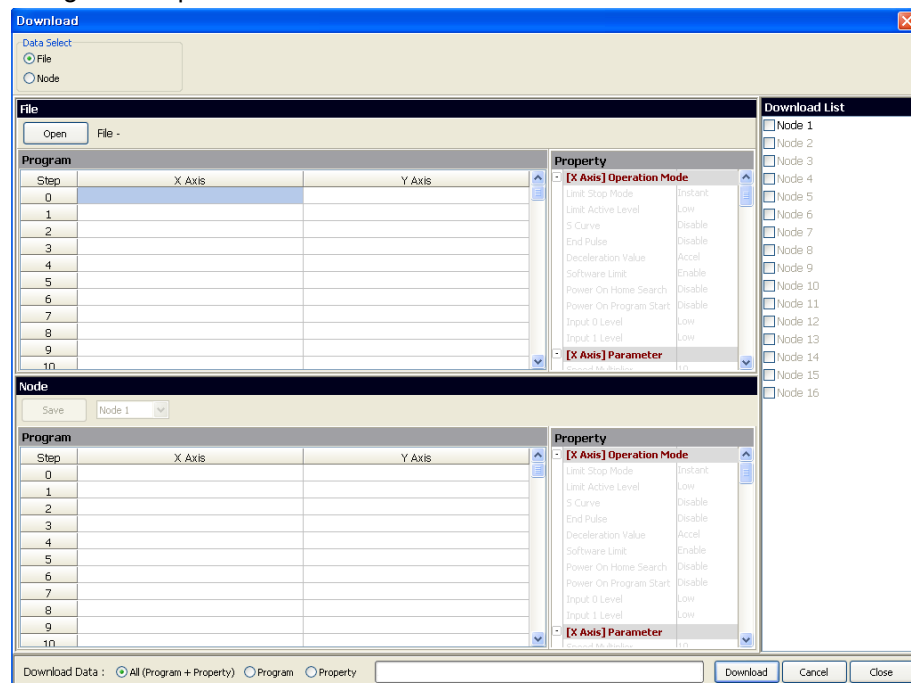 Download
Data Select
File
Node
File
Open File -
Program
Step X Axis Y Axis
0
1
2
3
4
5
6
7
8
9
10
Property
[X Axis] Operation Mode
Limit Stop Mode Instant
Limit Active Level Low
S Curve Disable
End Pulse Disable
Deceleration Value Accel
Software Limit Enable
Power On Home Search Disable
Power On Program Start Disable
Input 0 Level Low
Input 1 Level Low
[X Axis] Parameter
Speed Multiplier 10
Download List
Node 1
Node 2
Node 3
Node 4
Node 5
Node 6
Node 7
Node 8
Node 9
Node 10
Node 11
Node 12
Node 13
Node 14
Node 15
Node 16
Node
Save Node 1
Program
Step X Axis Y Axis
0
1
2
3
4
5
6
7
8
9
10
Property
[X Axis] Operation Mode
Limit Stop Mode Instant
Limit Active Level Low
S Curve Disable
End Pulse Disable
Deceleration Value Accel
Software Limit Enable
Power On Home Search Disable
Power On Program Start Disable
Input 0 Level Low
Input 1 Level Low
[X Axis] Parameter
Speed Multiplier 10
Download Data : All (Program + Property) Program Property Download Cancel Close